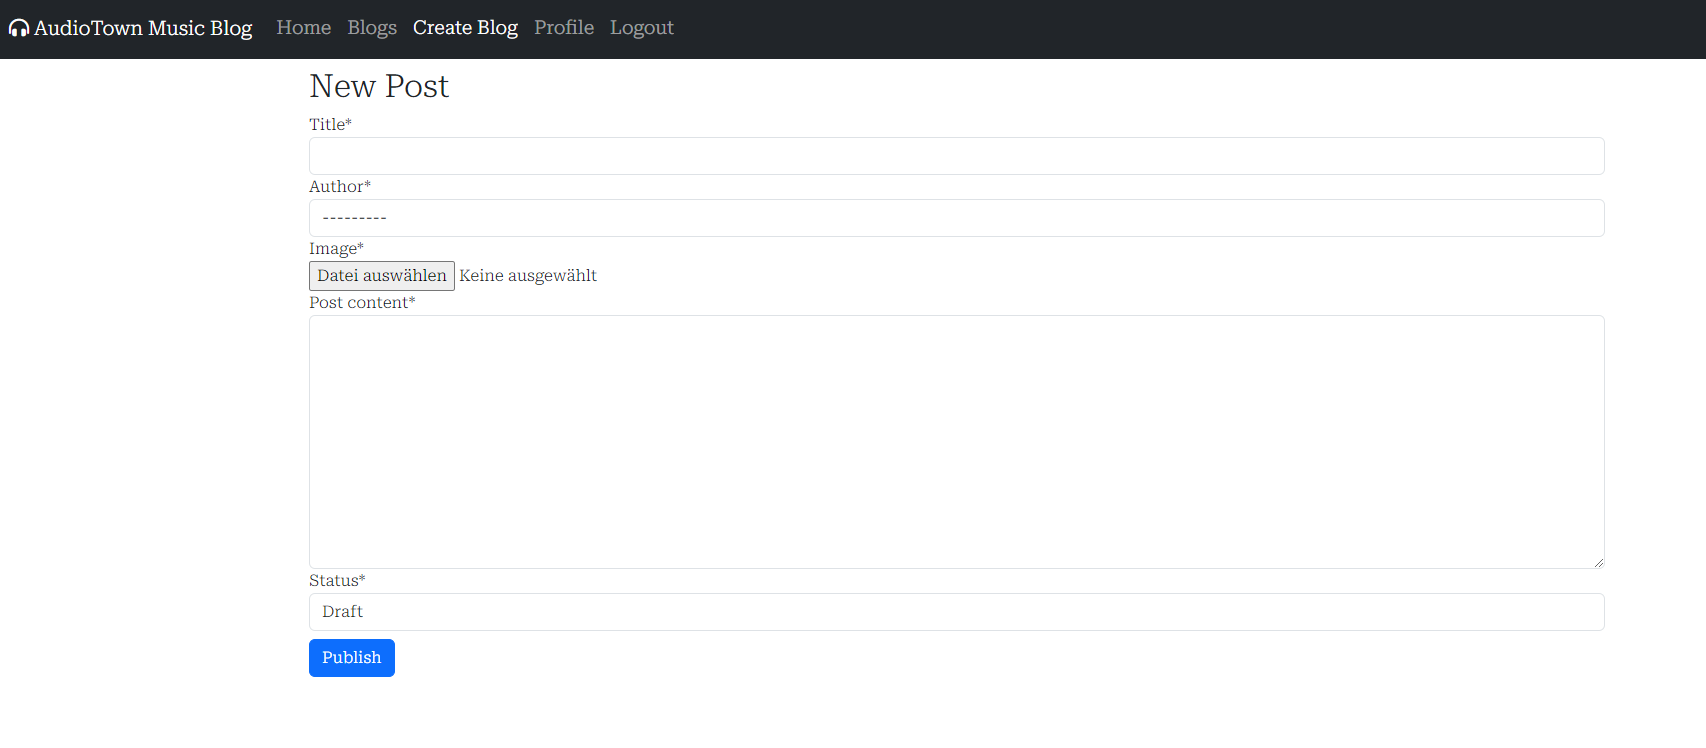 AudioTown Music Blog Home Blogs Create Blog Profile Logout
New Post
Title*
Author*
---------
Image*
Datei auswählen Keine ausgewählt
Post content*
Status*
Draft
Publish